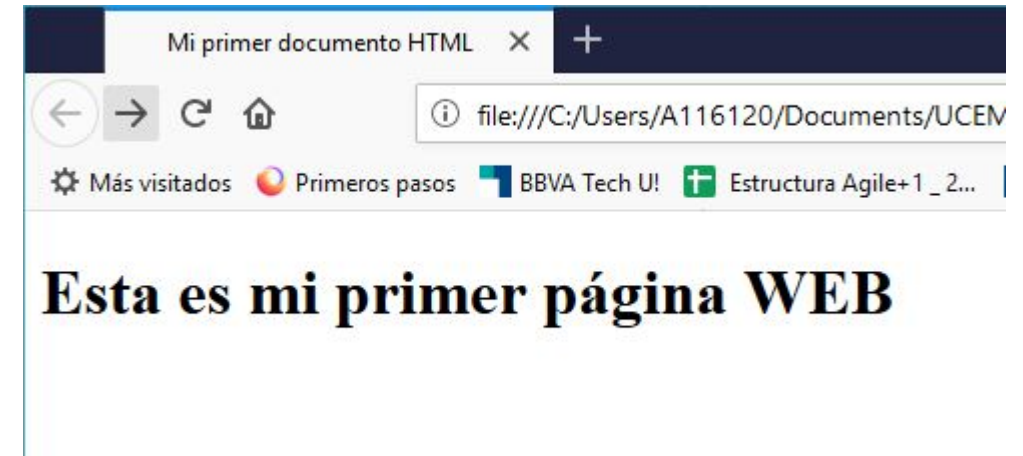 Mi primer documento HTML
file:///C:/Users/A116120/Documents/UCEM
Más visitados Primeros pasos BBVA Tech U! Estructura Agile+1 _ 2...
Esta es mi primer página WEB